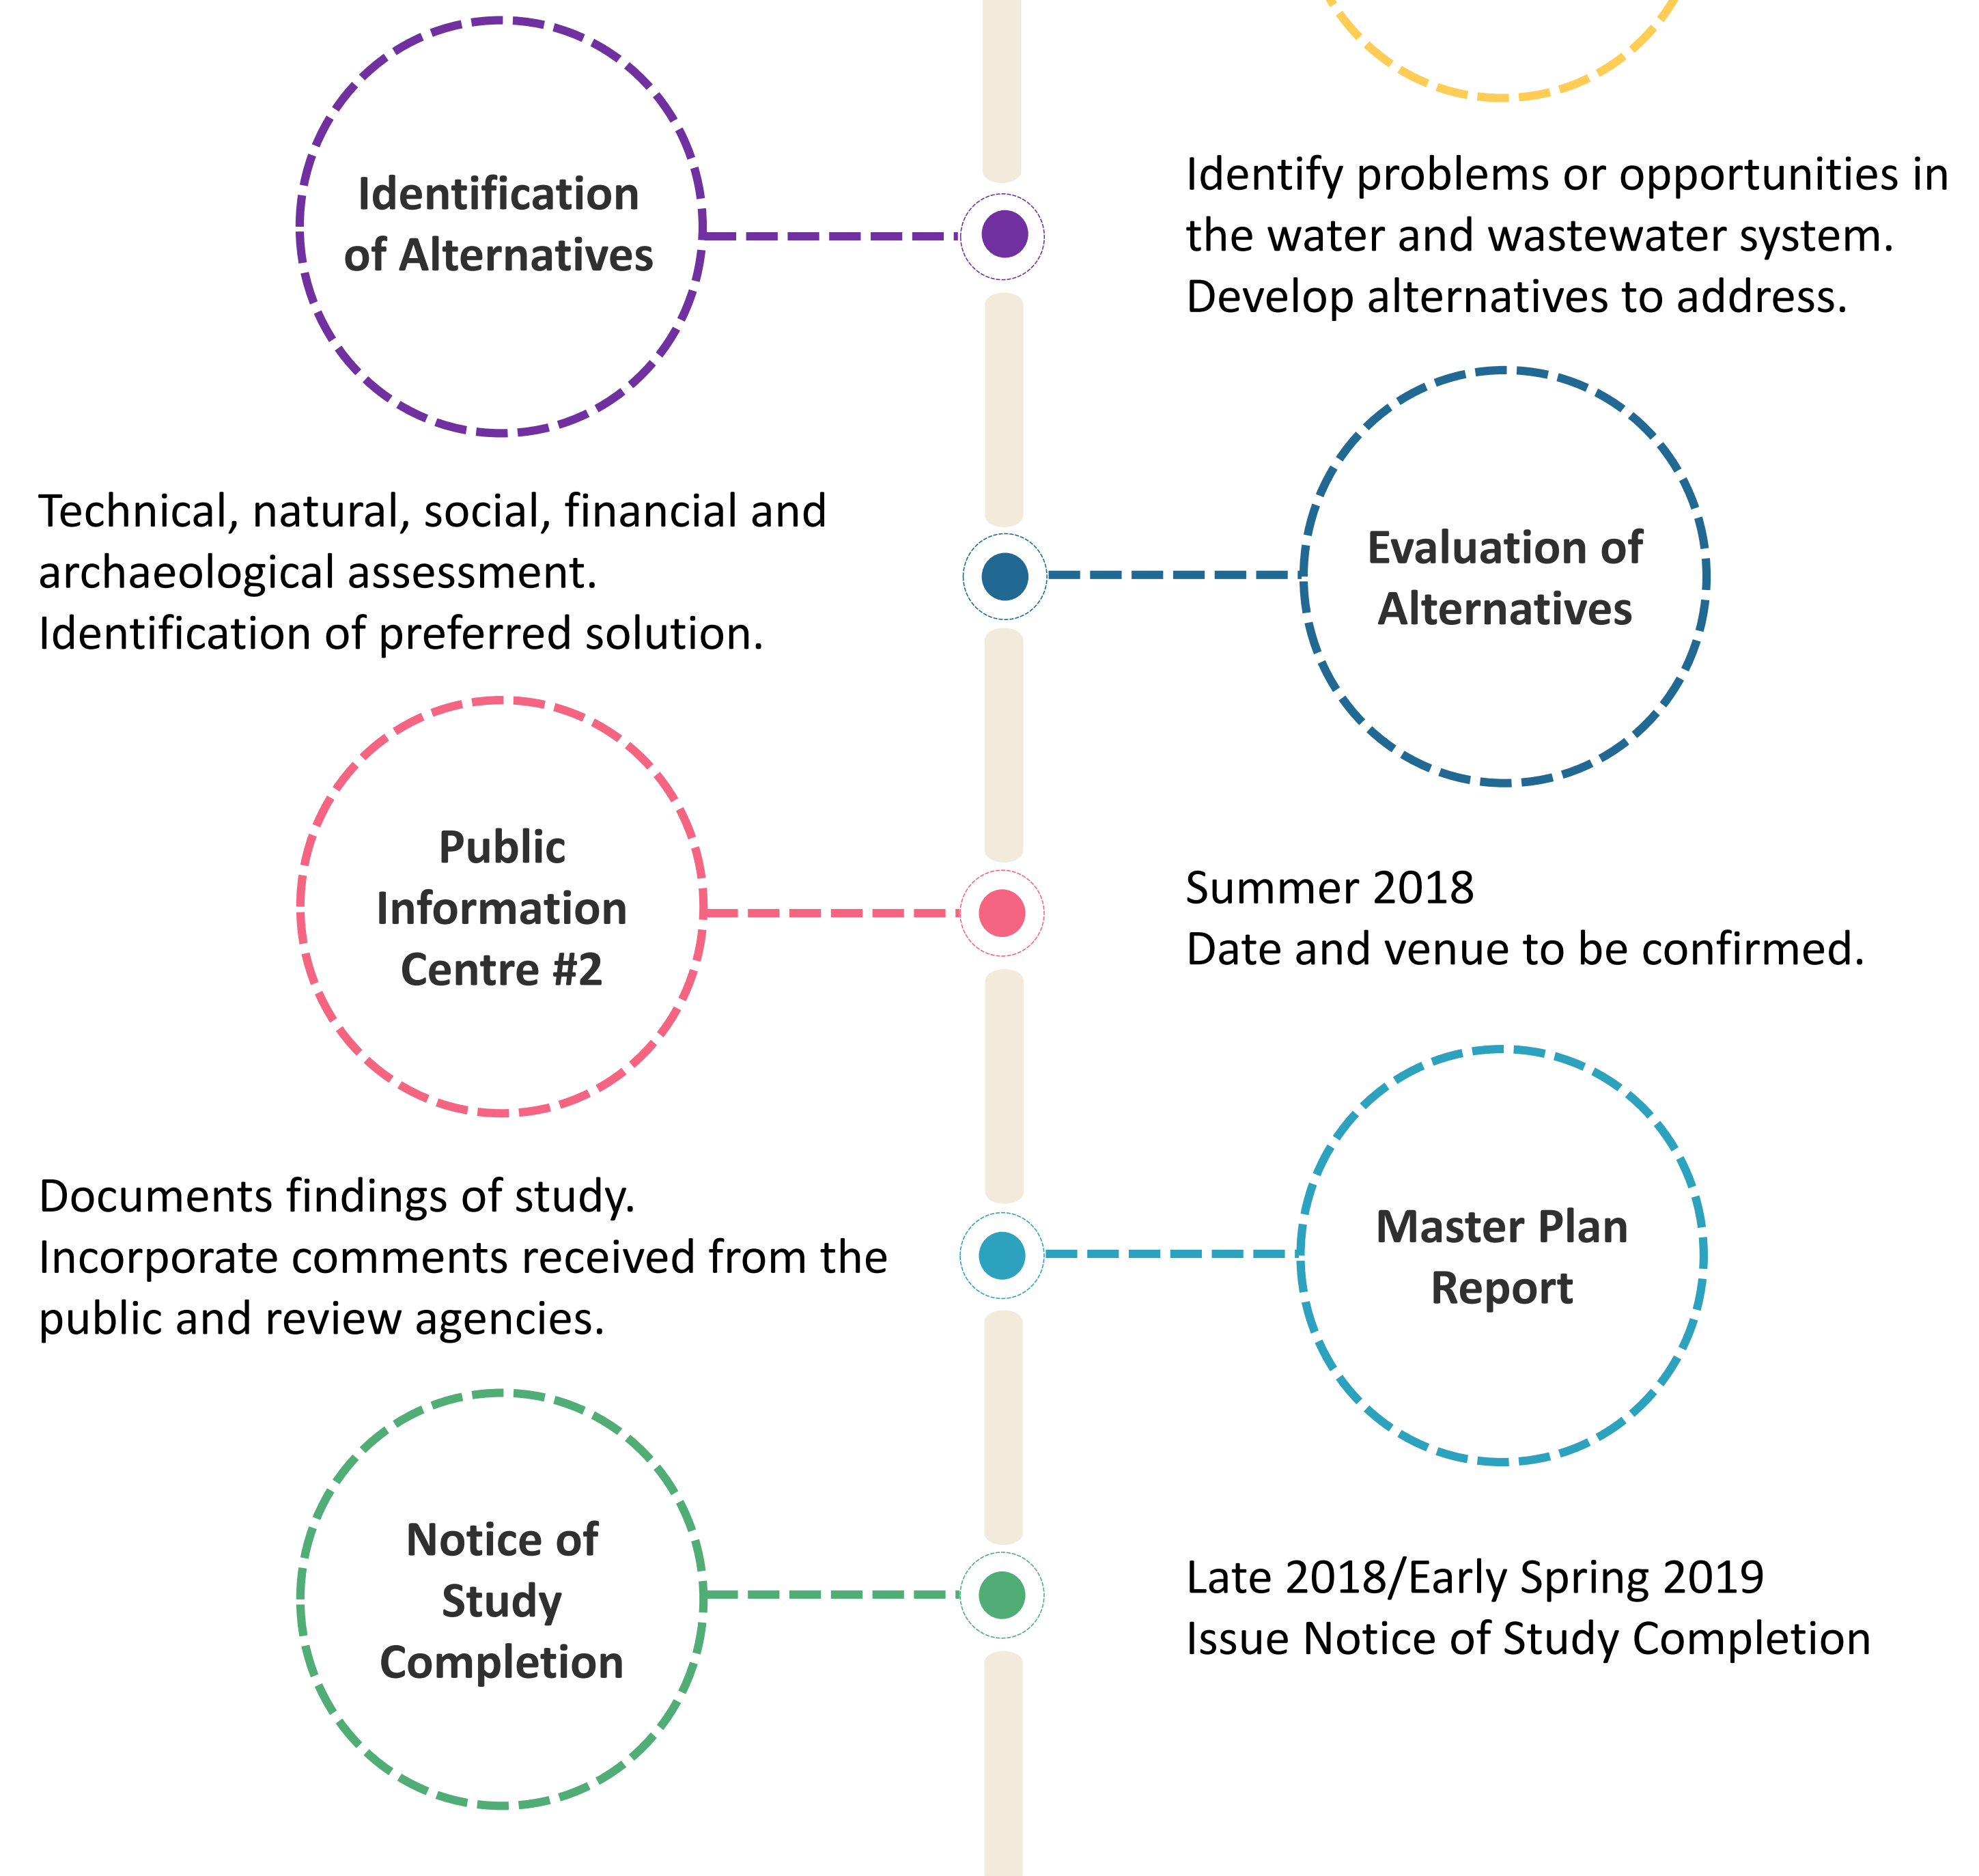 Identification
of Alternatives
Identify problems or opportunities in
the water and wastewater system.
Develop alternatives to address.
Evaluation of
Alternatives
Technical, natural, social, financial and
archaeological assessment.
Identification of preferred solution.
Public
Information
Centre #2
Summer 2018
Date and venue to be confirmed.
Master Plan
Report
Documents findings of study.
Incorporate comments received from the
public and review agencies.
Notice of
Study
Completion
Late 2018/Early Spring 2019
Issue Notice of Study Completion